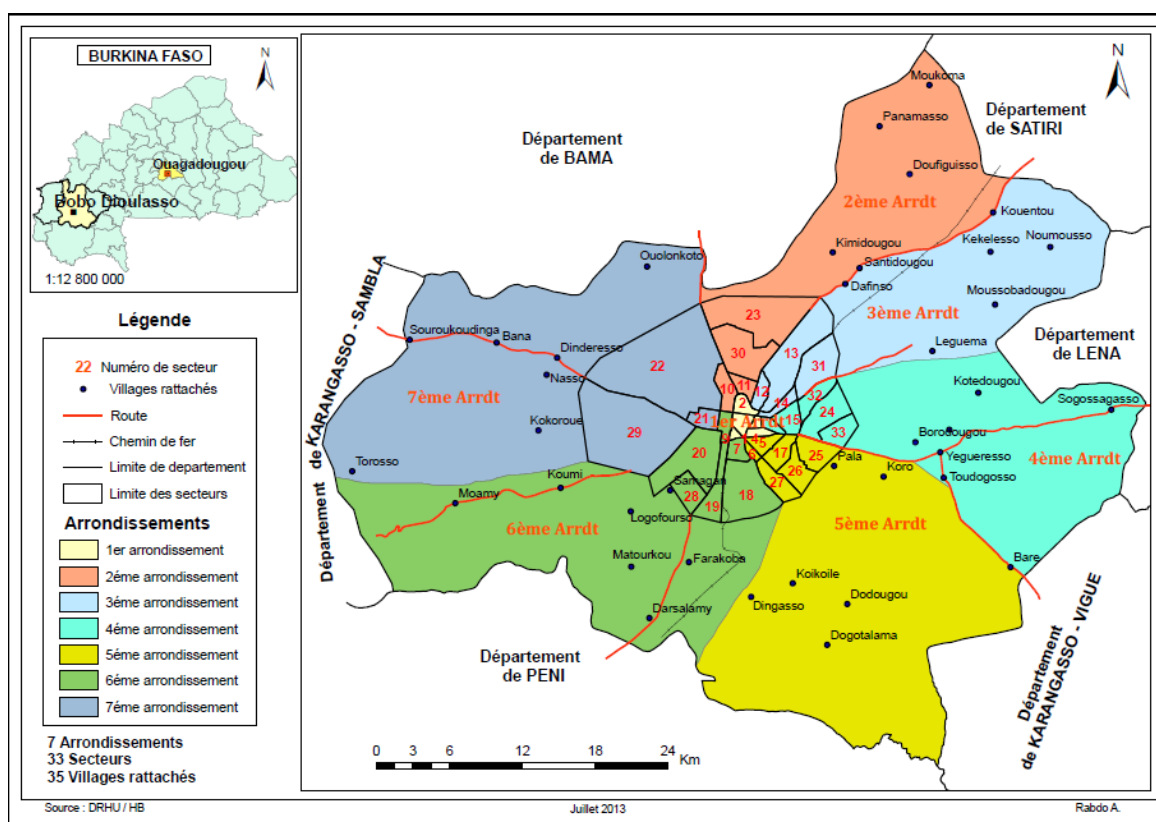 BURKINA FASO
N
Ouagadougou
Bobo Dioulasso
1:12 800 000
Légende
22 Numéro de secteur
Villages rattachés
Route
Chemin de fer
Limite de departement
Limite des secteurs
Arrondissements
1er arrondissement
2éme arrondissement
3éme arrondissement
4éme arrondissement
5éme arrondissement
6éme arrondissement
7éme arrondissement
7 Arrondissements
33 Secteurs
35 Villages rattachés
N
Moukoma
Département
de SATIRI
Panamasso
Département
de BAMA
Doufiguisso
2ème Arrdt
Kouentou
Kimidougou
Kekelesso
Noumousso
Ouolonkoto
Santidougou
Dafinso
Moussobadougou
3ème Arrdt
Département
de KARANGASSO - SAMBLA
Souroukoudinga
Bana
Dinderesso
Nasso
23
30
13
31
22
Leguema
Département
de LENA
7ème Arrdt
10
11
12
2
14
32
24
Kotedougou
Sogossagasso
Kokoroue
29
21
1er Arrdt
15
33
Borodougou
Yegueresso
4ème Arrdt
Torosso
20
7
4
5
6
17
25
26
27
Pala
Koro
Toudogosso
Koumi
Moamy
Samagan
28
19
18
6ème Arrdt
Logofourso
5ème Arrdt
Matourkou
Farakoba
Bare
Koikoile
Dingasso
Dodougou
Darsalamy
Dogotalama
Département
de PENI
Département
de KARANGASSO - VIGUE
0 3 6 12 18 24
Km
Source : DRHU / HB
Juillet 2013
Rabdo A.